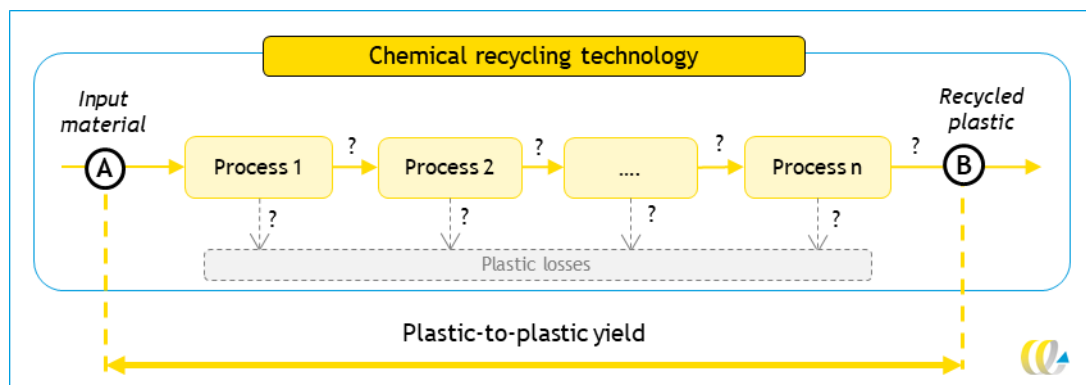 Chemical recycling technology
Input
material
Recycled
plastic
A
Process 1
?
Process 2
?
....
?
Process n
?
B
?
?
?
?
Plastic losses
Plastic-to-plastic yield